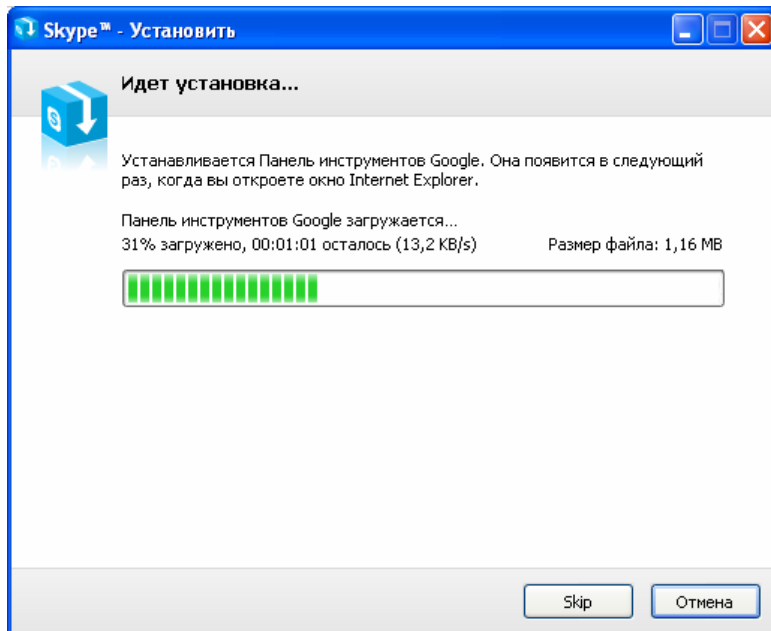 Skype™ - Установить
Идет установка...
Устанавливается Панель инструментов Google. Она появится в следующий
раз, когда вы откроете окно Internet Explorer.
Панель инструментов Google загружается...
31% загружено, 00:01:01 осталось (13,2 KB/s) Размер файла: 1,16 MB
Skip Отмена